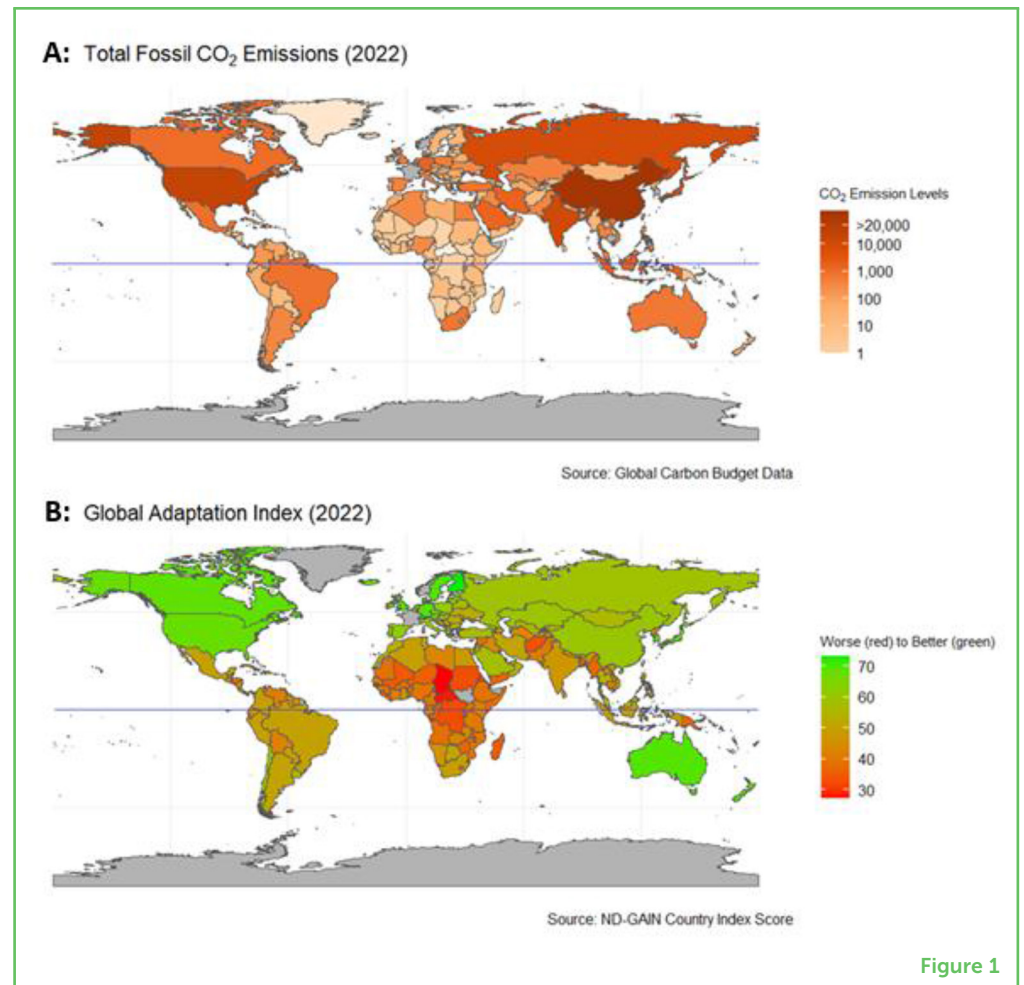 A: Total Fossil CO₂ Emissions (2022)
CO₂ Emission Levels
>20,000
10,000
1,000
100
10
1
Source: Global Carbon Budget Data
B: Global Adaptation Index (2022)
Worse (red) to Better (green)
70
60
50
40
30
Source: ND-GAIN Country Index Score
Figure 1